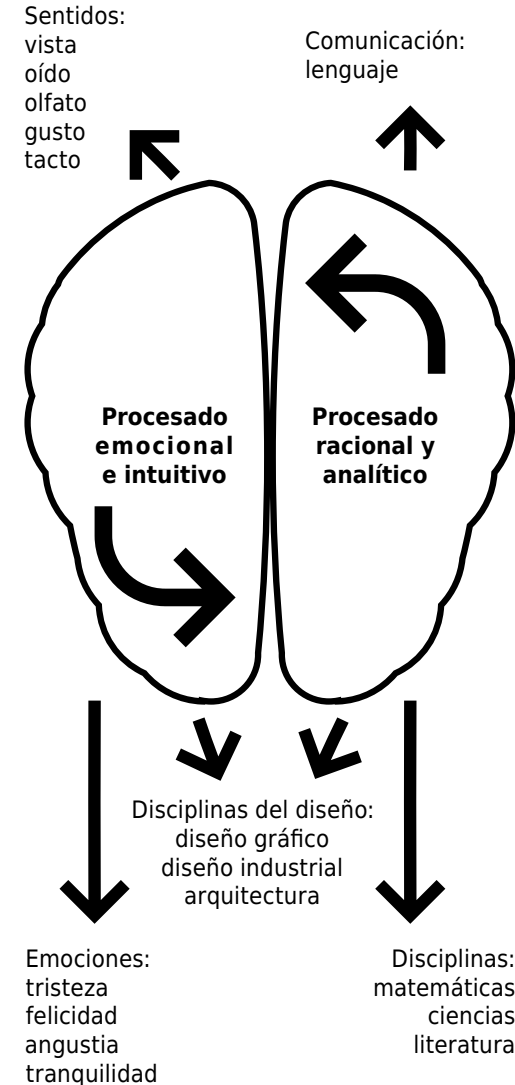 Sentidos:
vista
oído
olfato
gusto
tacto
Comunicación:
lenguaje
Procesado
emocional
e intuitivo
Procesado
racional y
analítico
Disciplinas del diseño:
diseño gráfico
diseño industrial
arquitectura
Emociones:
tristeza
felicidad
angustia
tranquilidad
Disciplinas:
matemáticas
ciencias
literatura